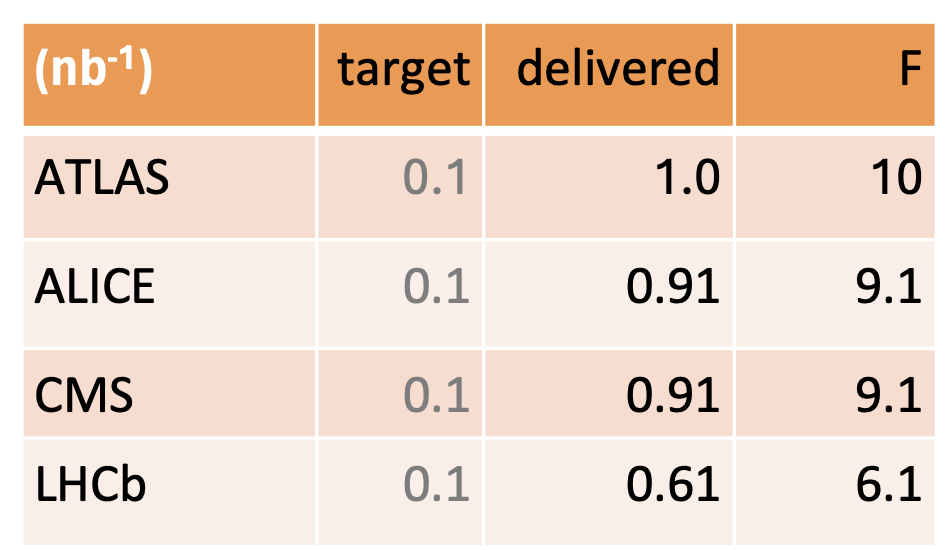 (nb⁻¹) target delivered F
ATLAS 0.1 1.0 10
ALICE 0.1 0.91 9.1
CMS 0.1 0.91 9.1
LHCb 0.1 0.61 6.1